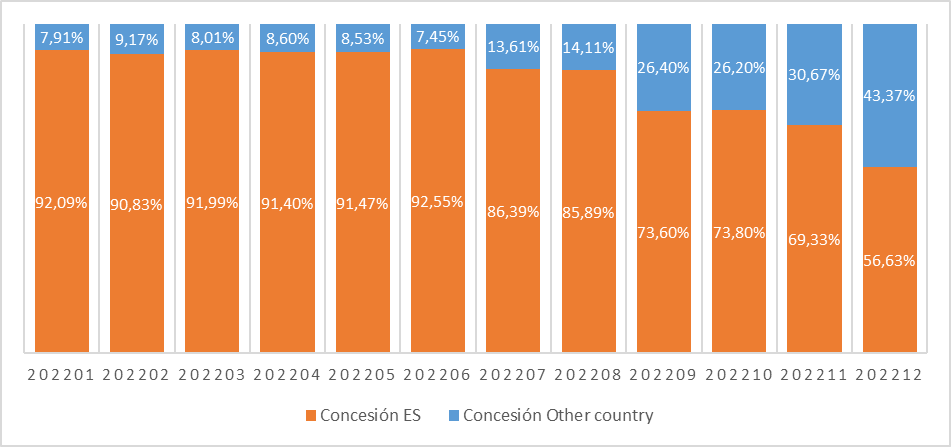 7,91% 9,17% 8,01% 8,60% 8,53% 7,45% 13,61% 14,11% 26,40% 26,20% 30,67% 43,37%
92,09% 90,83% 91,99% 91,40% 91,47% 92,55% 86,39% 85,89% 73,60% 73,80% 69,33% 56,63%
202201 202202 202203 202204 202205 202206 202207 202208 202209 202210 202211 202212
Concesión ES Concesión Other country